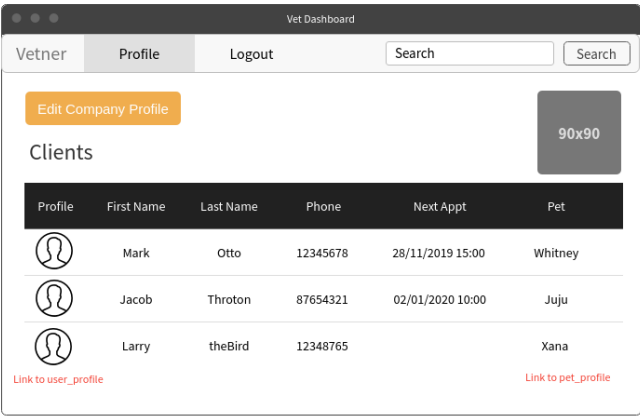 Vet Dashboard
Vetner Profile Logout Search Search
Edit Company Profile
90x90
Clients
Profile First Name Last Name Phone Next Appt Pet
Mark Otto 12345678 28/11/2019 15:00 Whitney
Jacob Throton 87654321 02/01/2020 10:00 Juju
Larry theBird 12348765 Xana
Link to user_profile Link to pet_profile